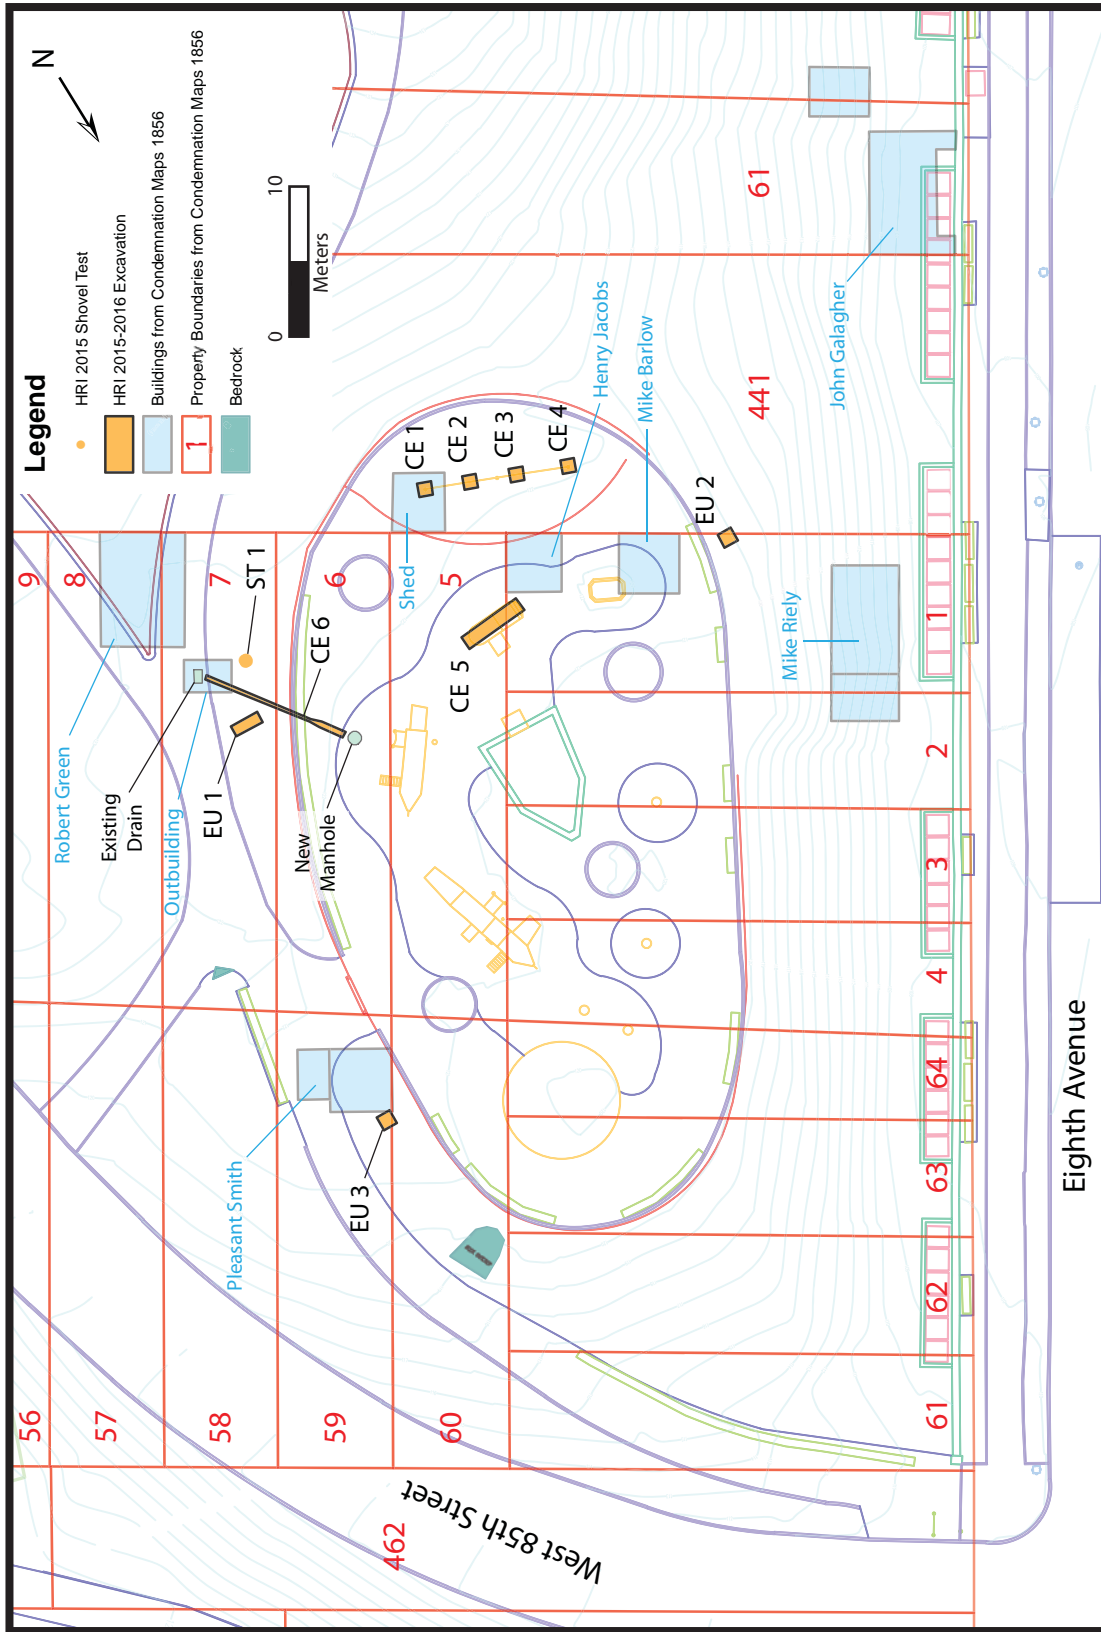 Legend
HRI 2015 Shovel Test
HRI 2015-2016 Excavation
Buildings from Condemnation Maps 1856
1
Property Boundaries from Condemnation Maps 1856
Bedrock
N
0
10
Meters
9
8
7
6
5
ST 1
CE 6
Shed
CE 1
CE 2
CE 3
CE 4
CE 5
Henry Jacobs
Mike Barlow
EU 2
441
61
John Galagher
Mike Riely
Robert Green
Existing
Drain
Outbuilding
EU 1
New
Manhole
Pleasant Smith
EU 3
1
2
3
4
64
63
62
61
56
57
58
59
60
462
West 85th Street
Eighth Avenue